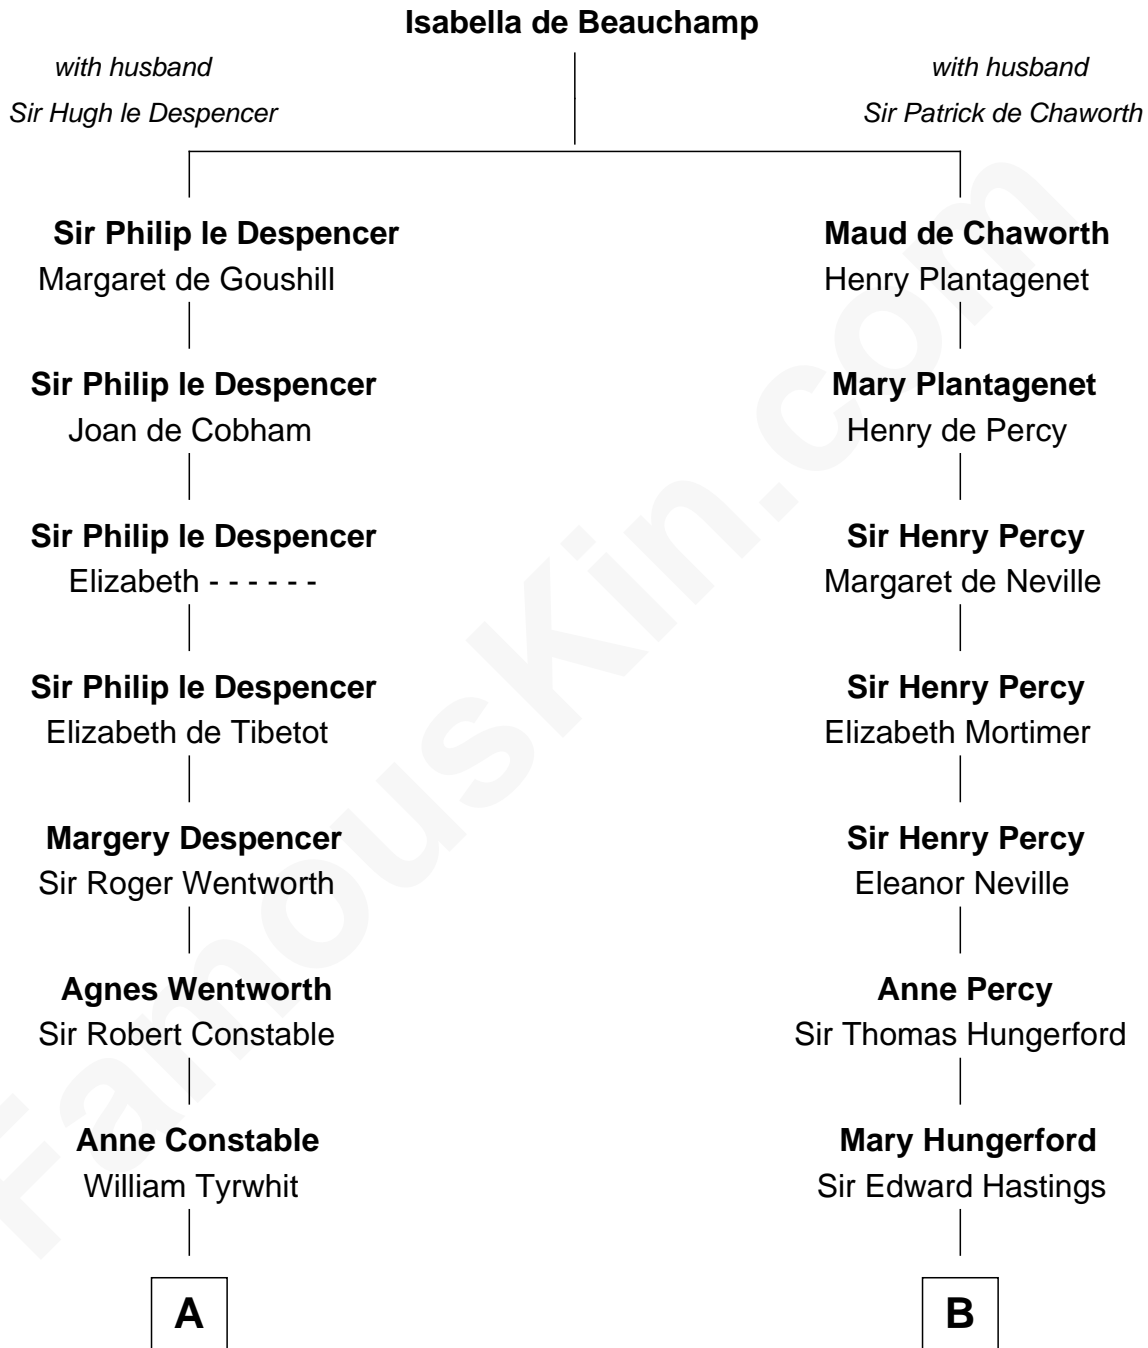 Isabella de Beauchamp
with husband
Sir Hugh le Despencer
with husband
Sir Patrick de Chaworth
Sir Philip le Despencer
Margaret de Goushill
Maud de Chaworth
Henry Plantagenet
Sir Philip le Despencer
Joan de Cobham
Mary Plantagenet
Henry de Percy
Sir Philip le Despencer
Elizabeth - - - - - -
Sir Henry Percy
Margaret de Neville
Sir Philip le Despencer
Elizabeth de Tibetot
Sir Henry Percy
Elizabeth Mortimer
Margery Despencer
Sir Roger Wentworth
Sir Henry Percy
Eleanor Neville
Agnes Wentworth
Sir Robert Constable
Anne Percy
Sir Thomas Hungerford
Anne Constable
William Tyrwhit
Mary Hungerford
Sir Edward Hastings
A
B
FamousKin.com